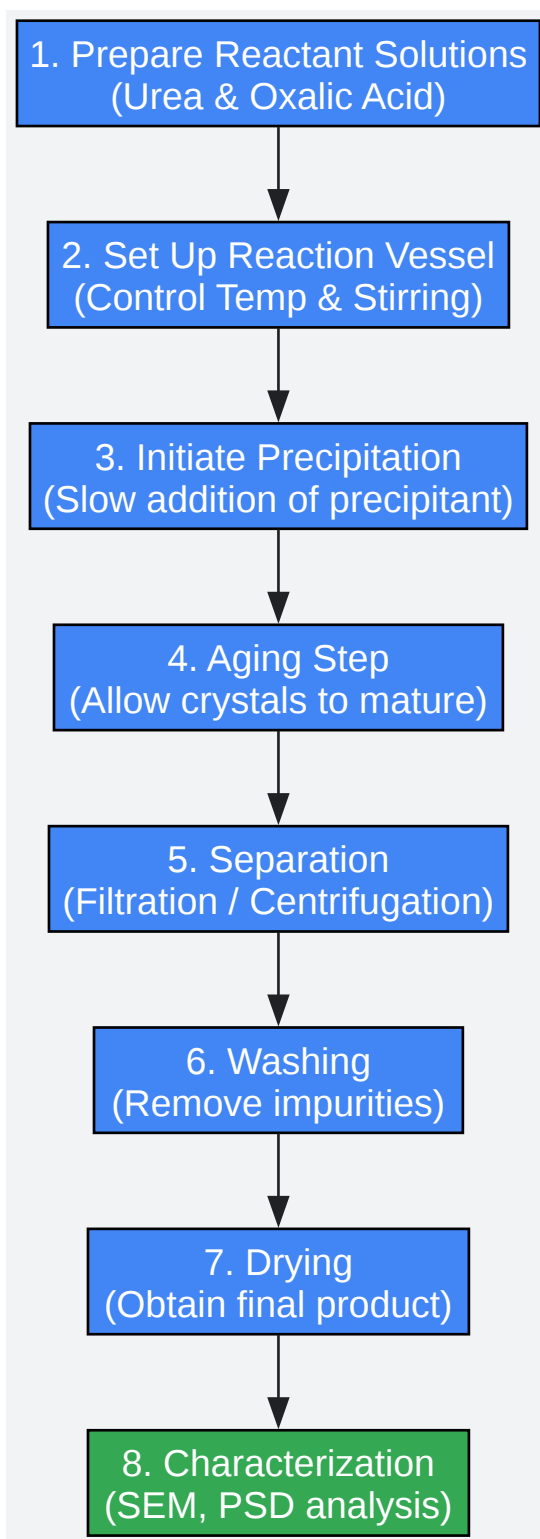 1. Prepare Reactant Solutions
(Urea & Oxalic Acid)
2. Set Up Reaction Vessel
(Control Temp & Stirring)
3. Initiate Precipitation
(Slow addition of precipitant)
4. Aging Step
(Allow crystals to mature)
5. Separation
(Filtration / Centrifugation)
6. Washing
(Remove impurities)
7. Drying
(Obtain final product)
8. Characterization
(SEM, PSD analysis)